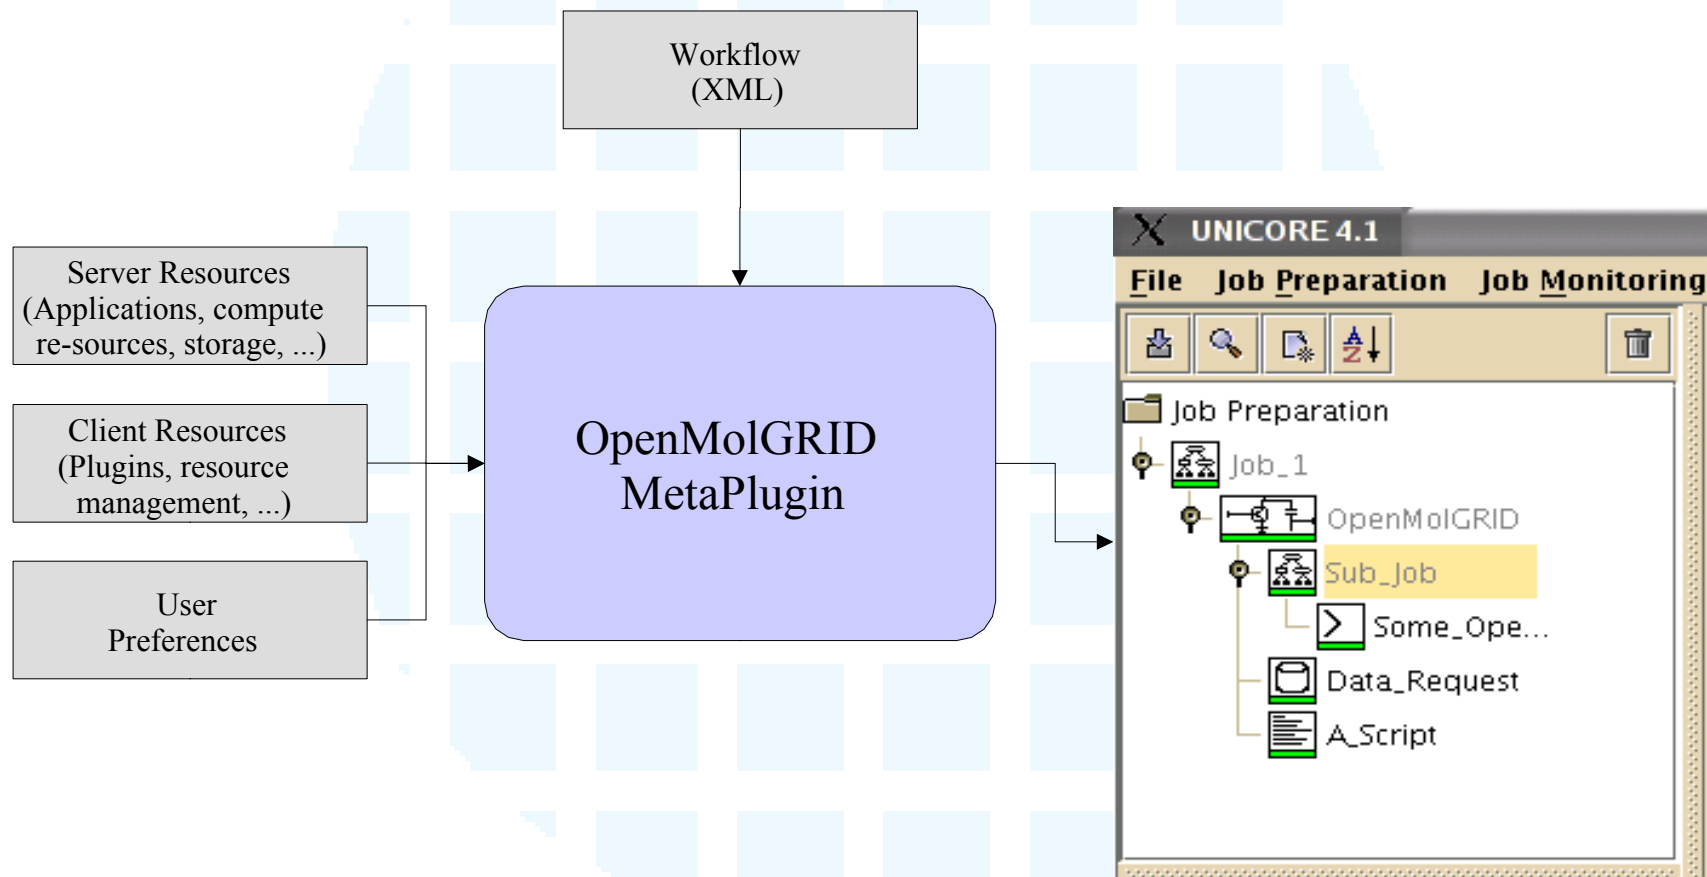 Workflow
(XML)
Server Resources
(Applications, compute
re-sources, storage, ...)
Client Resources
(Plugins, resource
management, ...)
User
Preferences
OpenMolGRID
MetaPlugin
UNICORE 4.1
File Job Preparation Job Monitoring
Job Preparation
Job_1
OpenMolGRID
Sub_Job
Some_Ope...
Data_Request
A_Script